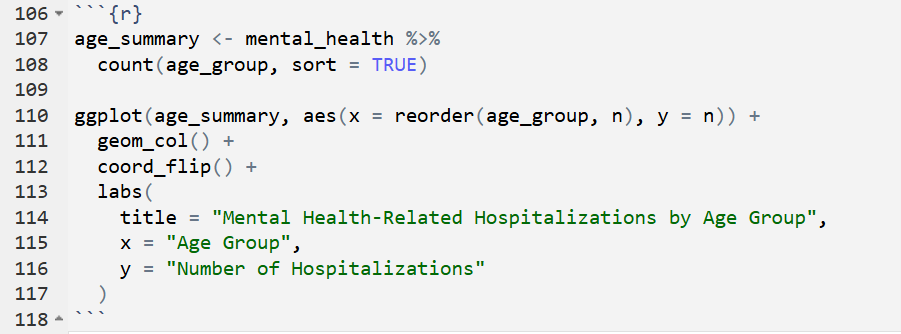 106 ```{r}
107 age_summary <- mental_health %>%
108   count(age_group, sort = TRUE)
109
110 ggplot(age_summary, aes(x = reorder(age_group, n), y = n)) +
111   geom_col() +
112   coord_flip() +
113   labs(
114     title = "Mental Health-Related Hospitalizations by Age Group",
115     x = "Age Group",
116     y = "Number of Hospitalizations"
117   )
118 ```